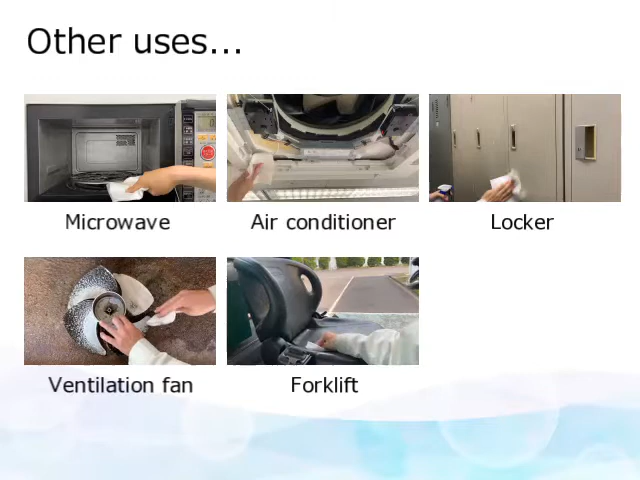 Other uses...
Microwave
Air conditioner
Locker
Ventilation fan
Forklift